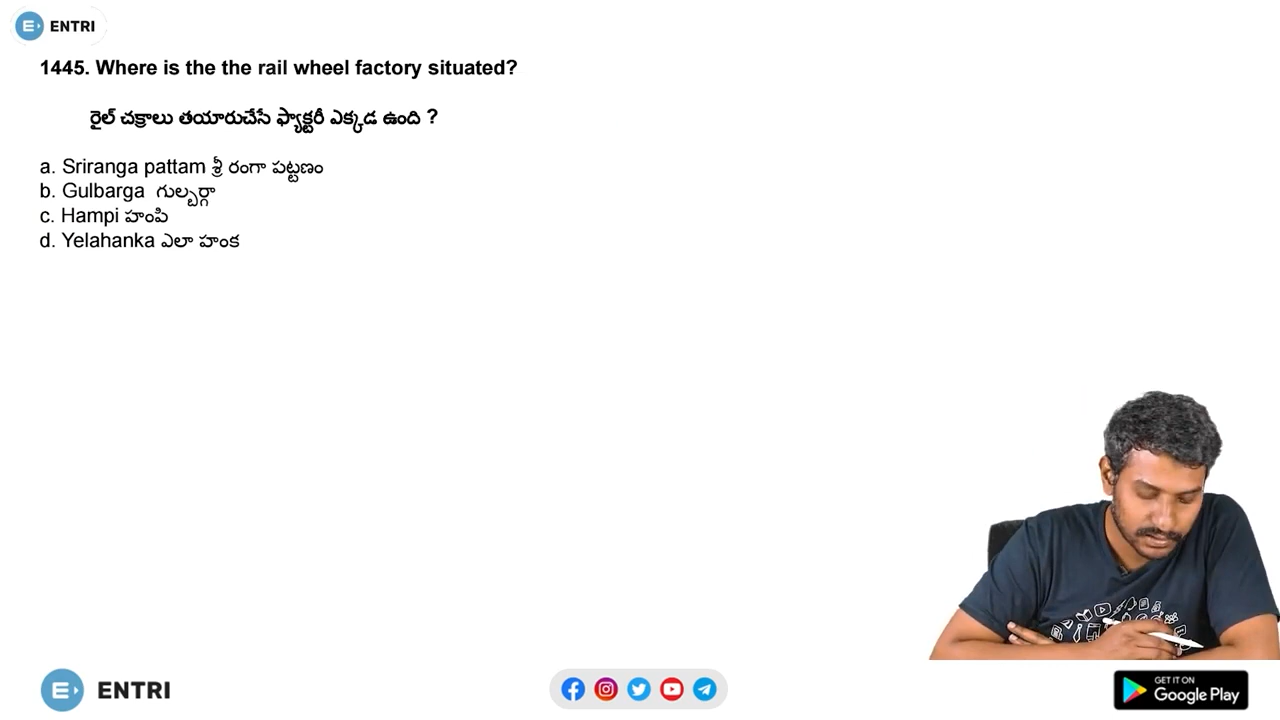 ENTRI
1445. Where is the the rail wheel factory situated?
రైల్ చక్రాలు తయారుచేసే ఫ్యాక్టరీ ఎక్కడ ఉంది ?
a. Sriranga pattam శ్రీ రంగా పట్టణం
b. Gulbarga గుల్బర్గా
c. Hampi హంపి
d. Yelahanka ఎలా హంక
ENTRI
GET IT ON
Google Play